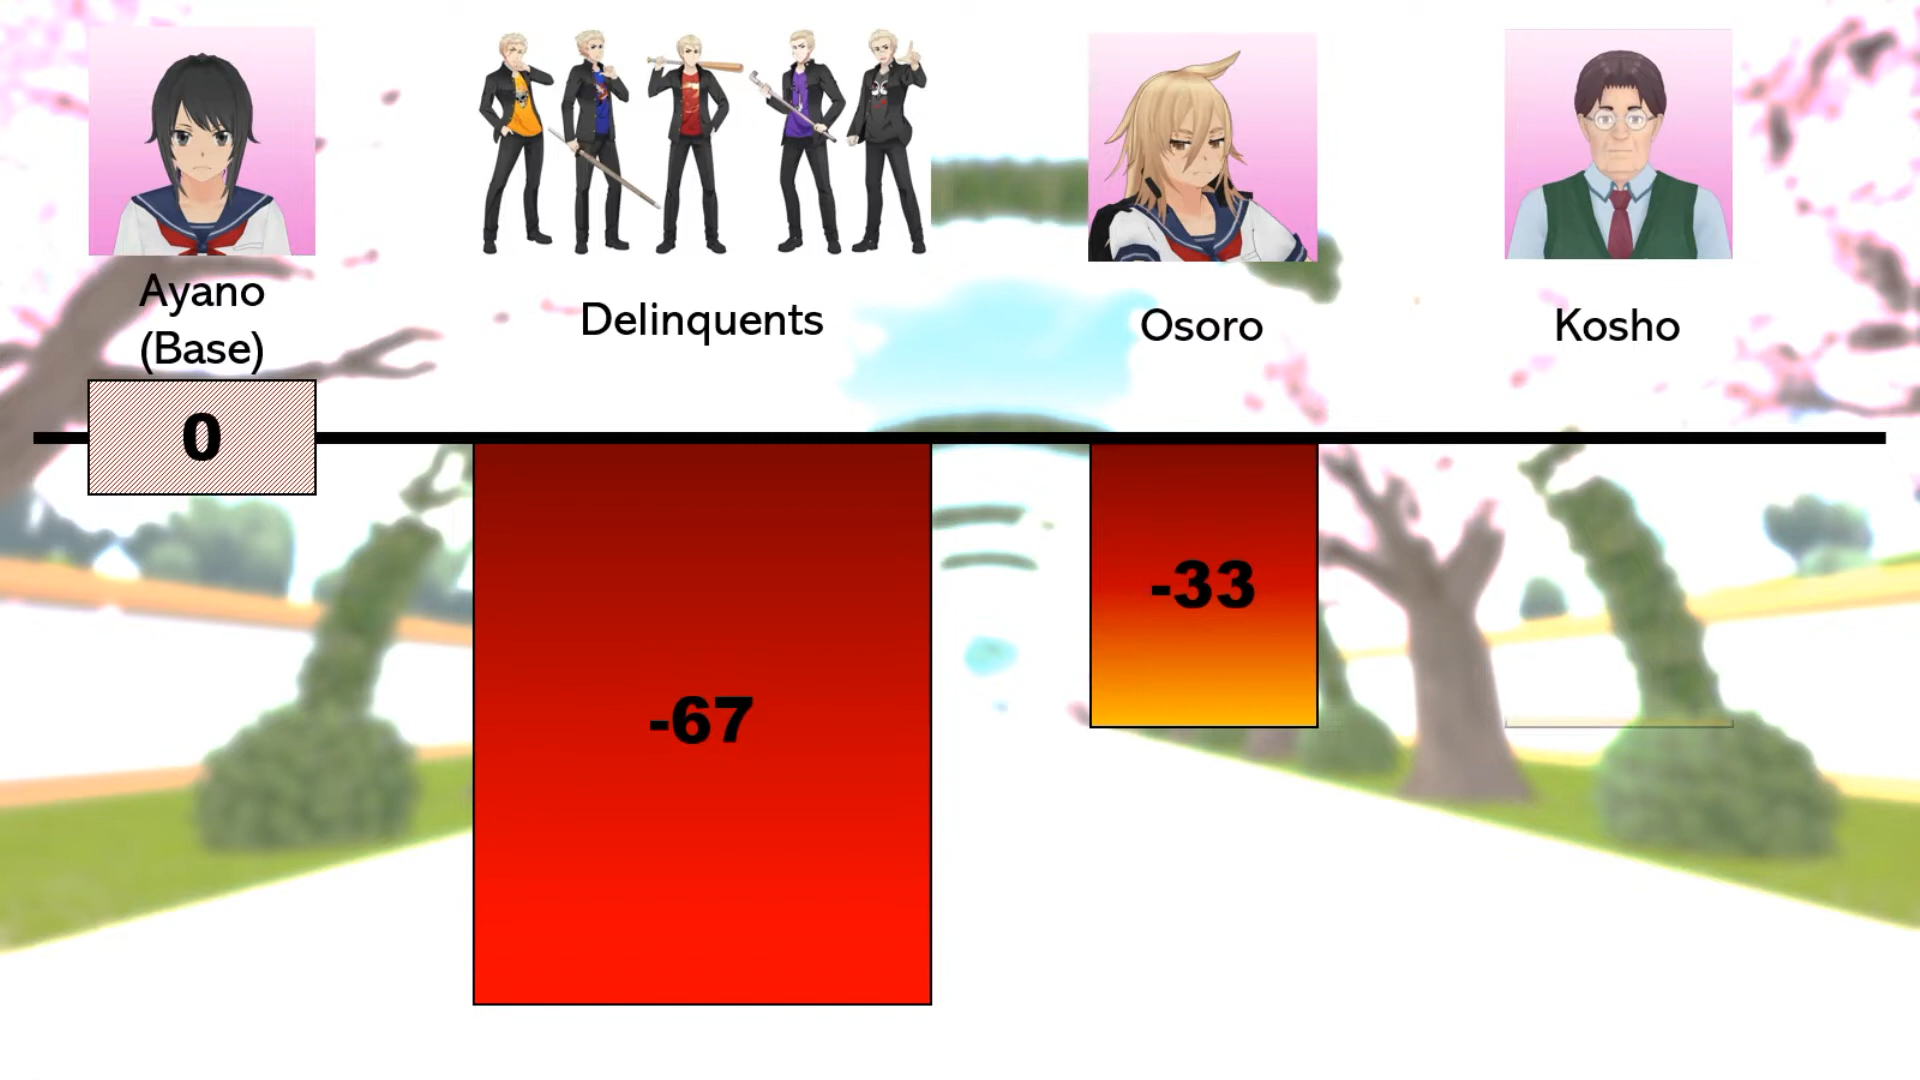 Ayano
(Base)
Delinquents
Osoro
Kosho
0
-67
-33